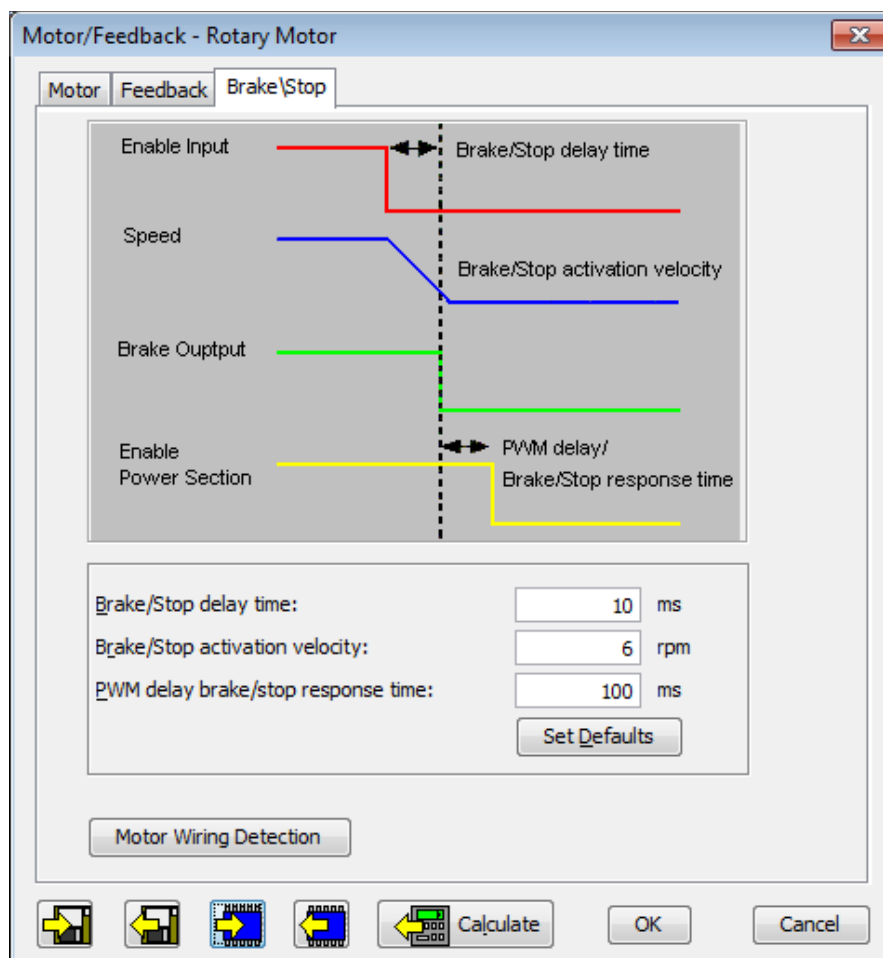 Motor/Feedback - Rotary Motor
Motor Feedback Brake\Stop
Enable Input
Brake/Stop delay time
Speed
Brake/Stop activation velocity
Brake Ouptput
Enable
Power Section
PWM delay/
Brake/Stop response time
Brake/Stop delay time: 10 ms
Brake/Stop activation velocity: 6 rpm
PWM delay brake/stop response time: 100 ms
Set Defaults
Motor Wiring Detection
Calculate OK Cancel